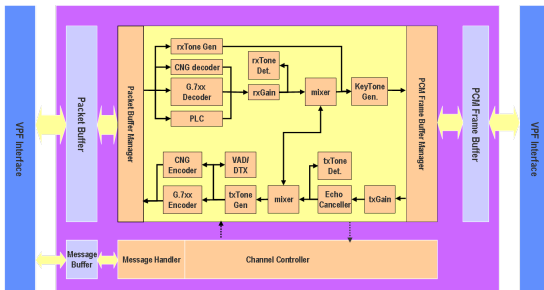 VPF Interface
Packet Buffer
Packet Buffer Manager
rxTone Gen
CNG decoder
G.7xx
Decoder
PLC
rxTone
Det.
rxGain
mixer
KeyTone
Gen.
PCM Frame Buffer Manager
PCM Frame Buffer
VPF Interface
CNG
Encoder
VAD/
DTX
txTone
Det.
G.7xx
Encoder
txTone
Gen
mixer
Echo
Canceller
txGain
Message
Buffer
Message Handler
Channel Controller